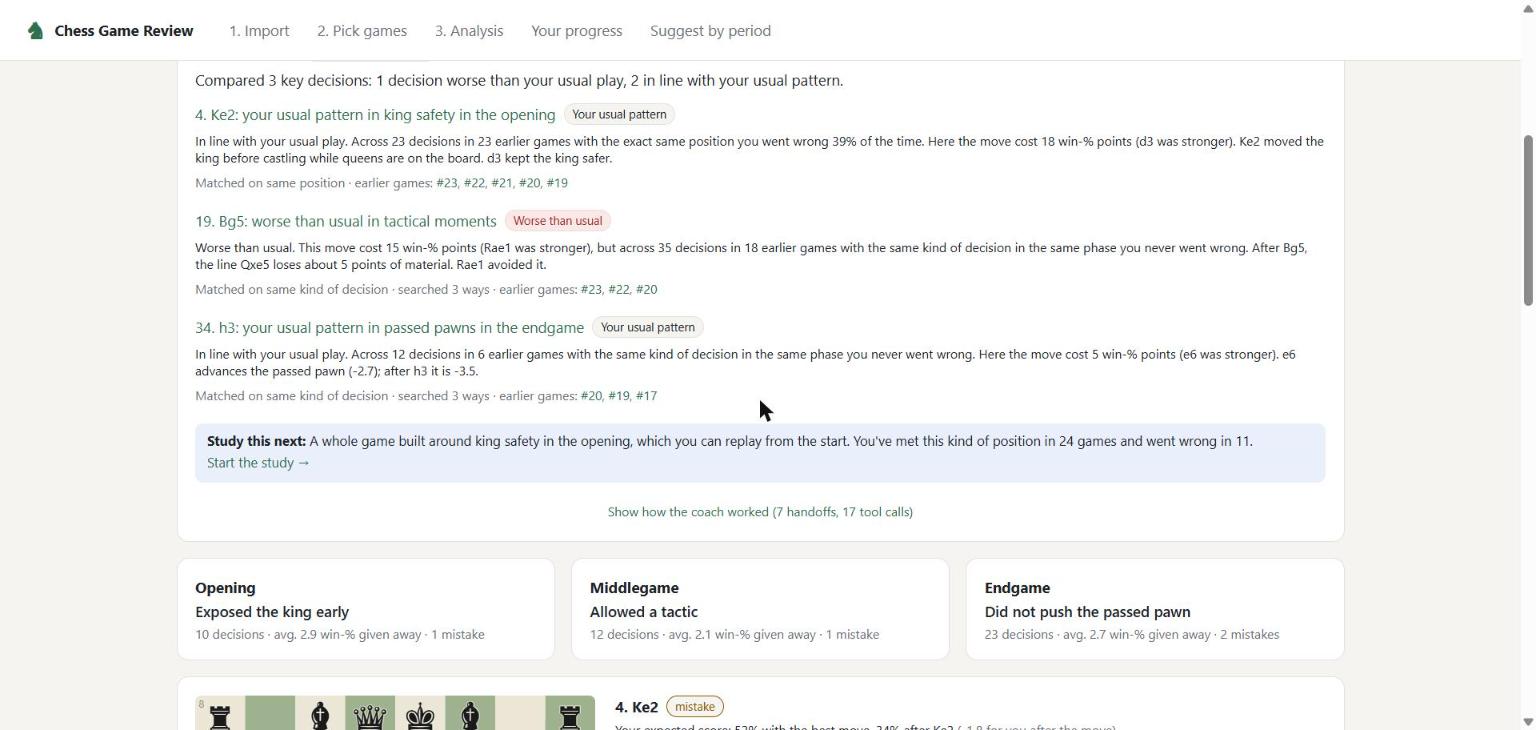 Chess Game Review 1. Import 2. Pick games 3. Analysis Your progress Suggest by period
Compared 3 key decisions: 1 decision worse than your usual play, 2 in line with your usual pattern.
4. Ke2: your usual pattern in king safety in the opening Your usual pattern
In line with your usual play. Across 23 decisions in 23 earlier games with the exact same position you went wrong 39% of the time. Here the move cost 18 win-% points (d3 was stronger). Ke2 moved the
king before castling while queens are on the board. d3 kept the king safer.
Matched on same position · earlier games: #23, #22, #21, #20, #19
19. Bg5: worse than usual in tactical moments Worse than usual
Worse than usual. This move cost 15 win-% points (Rae1 was stronger), but across 35 decisions in 18 earlier games with the same kind of decision in the same phase you never went wrong. After Bg5,
the line Qxe5 loses about 5 points of material. Rae1 avoided it.
Matched on same kind of decision · searched 3 ways · earlier games: #23, #22, #20
34. h3: your usual pattern in passed pawns in the endgame Your usual pattern
In line with your usual play. Across 12 decisions in 6 earlier games with the same kind of decision in the same phase you never went wrong. Here the move cost 5 win-% points (e6 was stronger). e6
advances the passed pawn (-2.7); after h3 it is -3.5.
Matched on same kind of decision · searched 3 ways · earlier games: #20, #19, #17
Study this next: A whole game built around king safety in the opening, which you can replay from the start. You've met this kind of position in 24 games and went wrong in 11.
Start the study →
Show how the coach worked (7 handoffs, 17 tool calls)
Opening
Exposed the king early
10 decisions · avg. 2.9 win-% given away · 1 mistake
Middlegame
Allowed a tactic
12 decisions · avg. 2.1 win-% given away · 1 mistake
Endgame
Did not push the passed pawn
23 decisions · avg. 2.7 win-% given away · 2 mistakes
8
4. Ke2 mistake
Your expected score: 52% with the best move, 34% after Ke2 (-1.8 for you after the move)